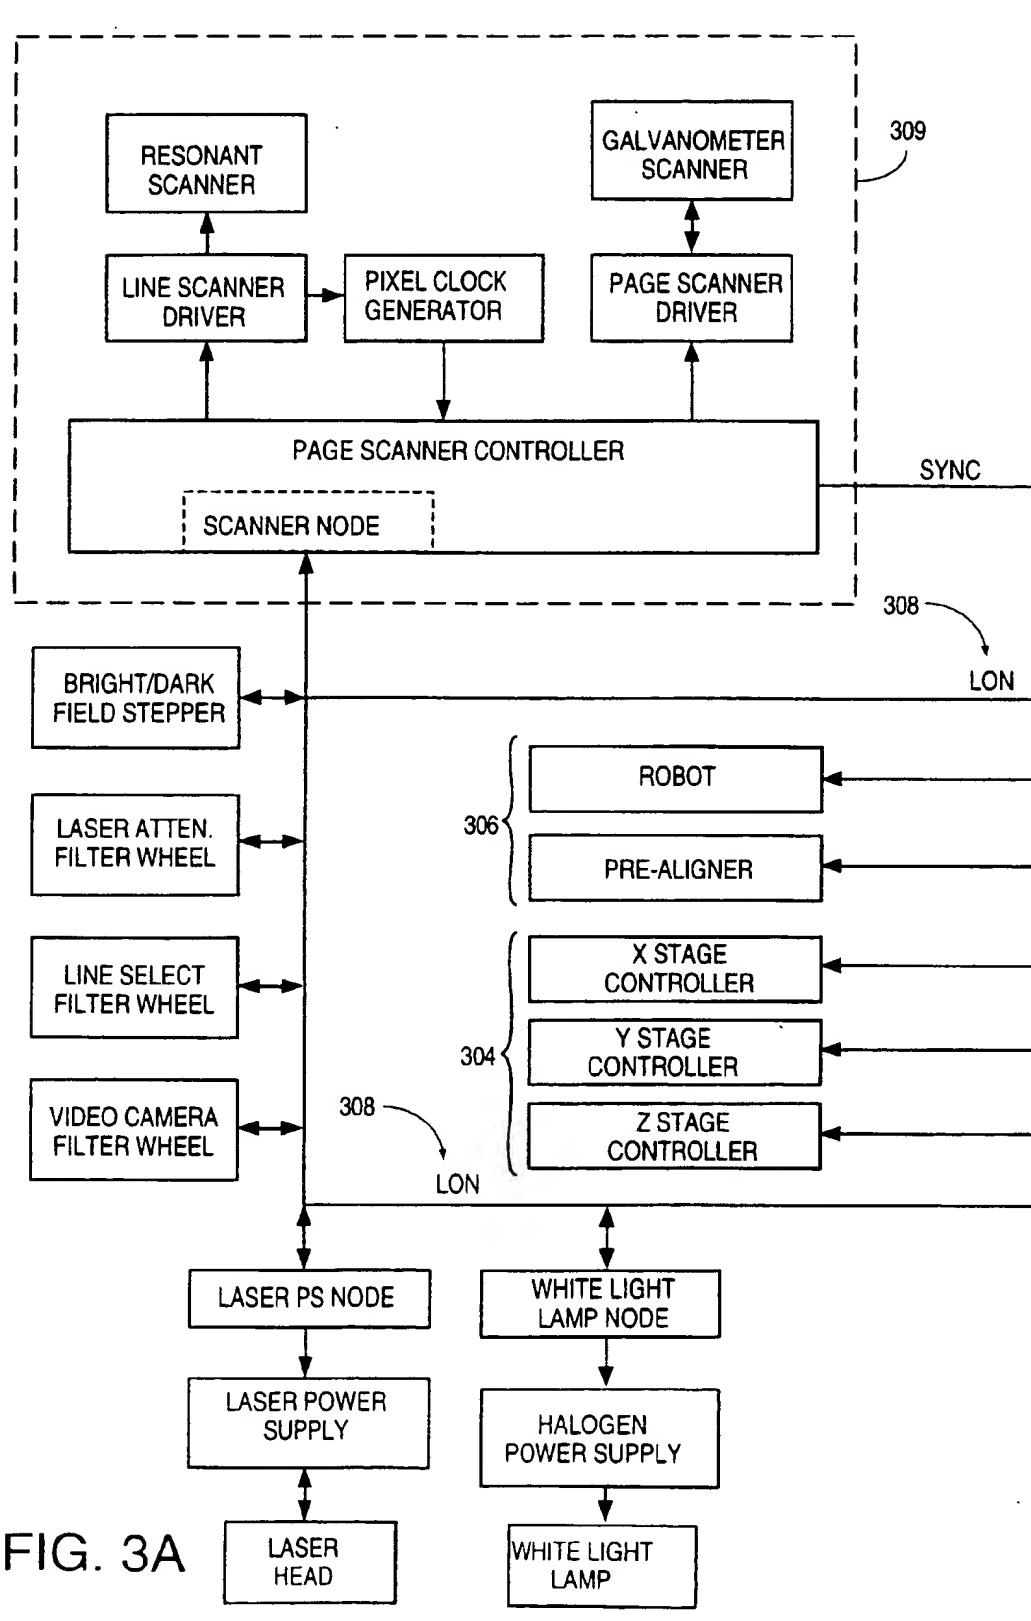 RESONANT
SCANNER
GALVANOMETER
SCANNER
309
LINE SCANNER
DRIVER
PIXEL CLOCK
GENERATOR
PAGE SCANNER
DRIVER
PAGE SCANNER CONTROLLER
SYNC
SCANNER NODE
308
LON
BRIGHT/DARK
FIELD STEPPER
ROBOT
306
LASER ATTEN.
FILTER WHEEL
PRE-ALIGNER
X STAGE
CONTROLLER
LINE SELECT
FILTER WHEEL
304
Y STAGE
CONTROLLER
VIDEO CAMERA
FILTER WHEEL
308
Z STAGE
CONTROLLER
LON
LASER PS NODE
WHITE LIGHT
LAMP NODE
LASER POWER
SUPPLY
HALOGEN
POWER SUPPLY
FIG. 3A
LASER
HEAD
WHITE LIGHT
LAMP